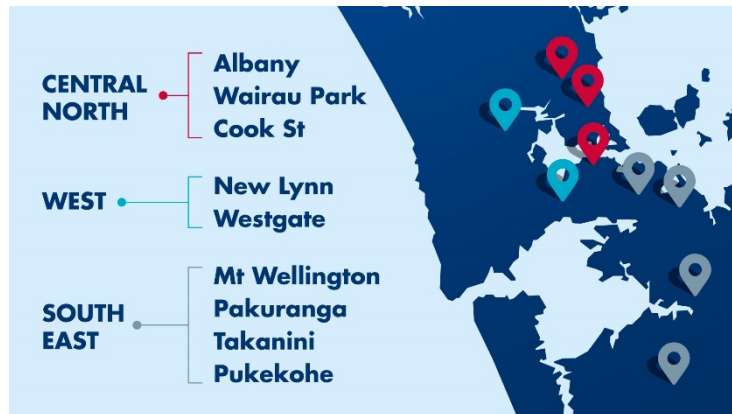 CENTRAL
NORTH
Albany
Wairau Park
Cook St
WEST
New Lynn
Westgate
SOUTH
EAST
Mt Wellington
Pakuranga
Takanini
Pukekohe